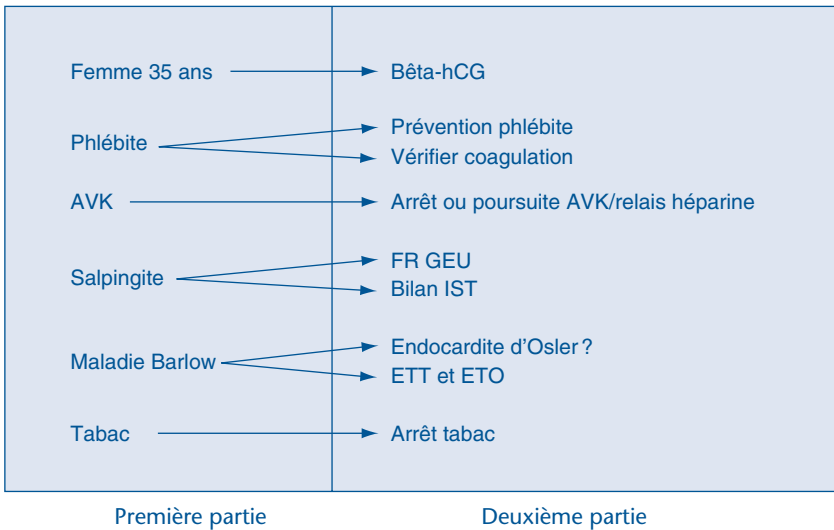 Femme 35 ans
Bêta-hCG
Phlébite
Prévention phlébite
Vérifier coagulation
AVK
Arrêt ou poursuite AVK/relais héparine
Salpingite
FR GEU
Bilan IST
Maladie Barlow
Endocardite d'Osler ?
ETT et ETO
Tabac
Arrêt tabac
Première partie
Deuxième partie